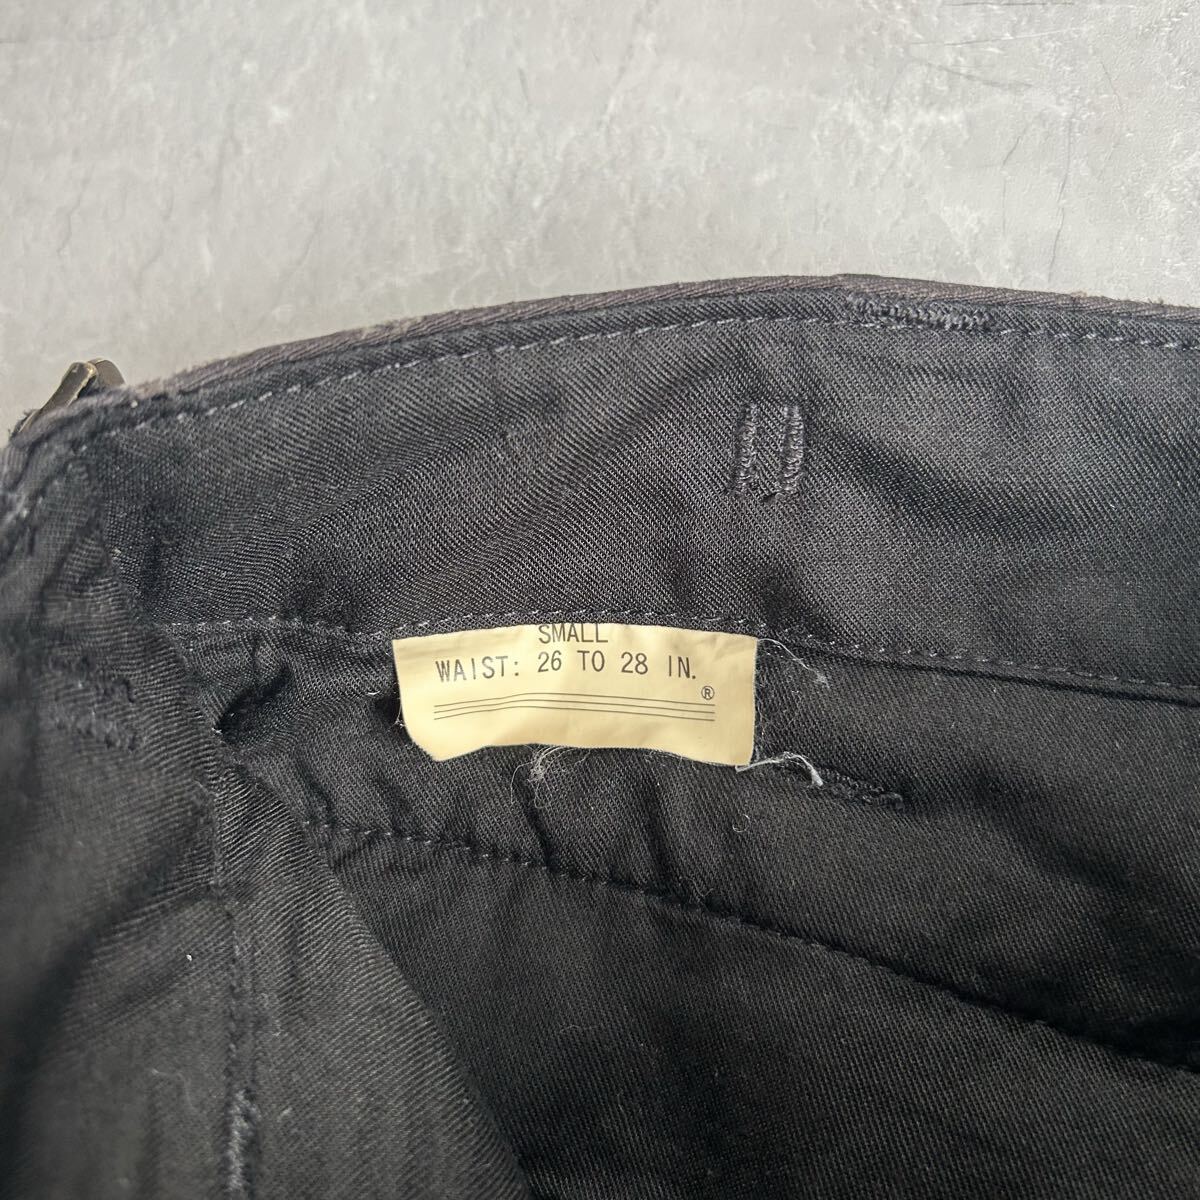 SMALL
WAIST: 26 TO 28 IN.
®